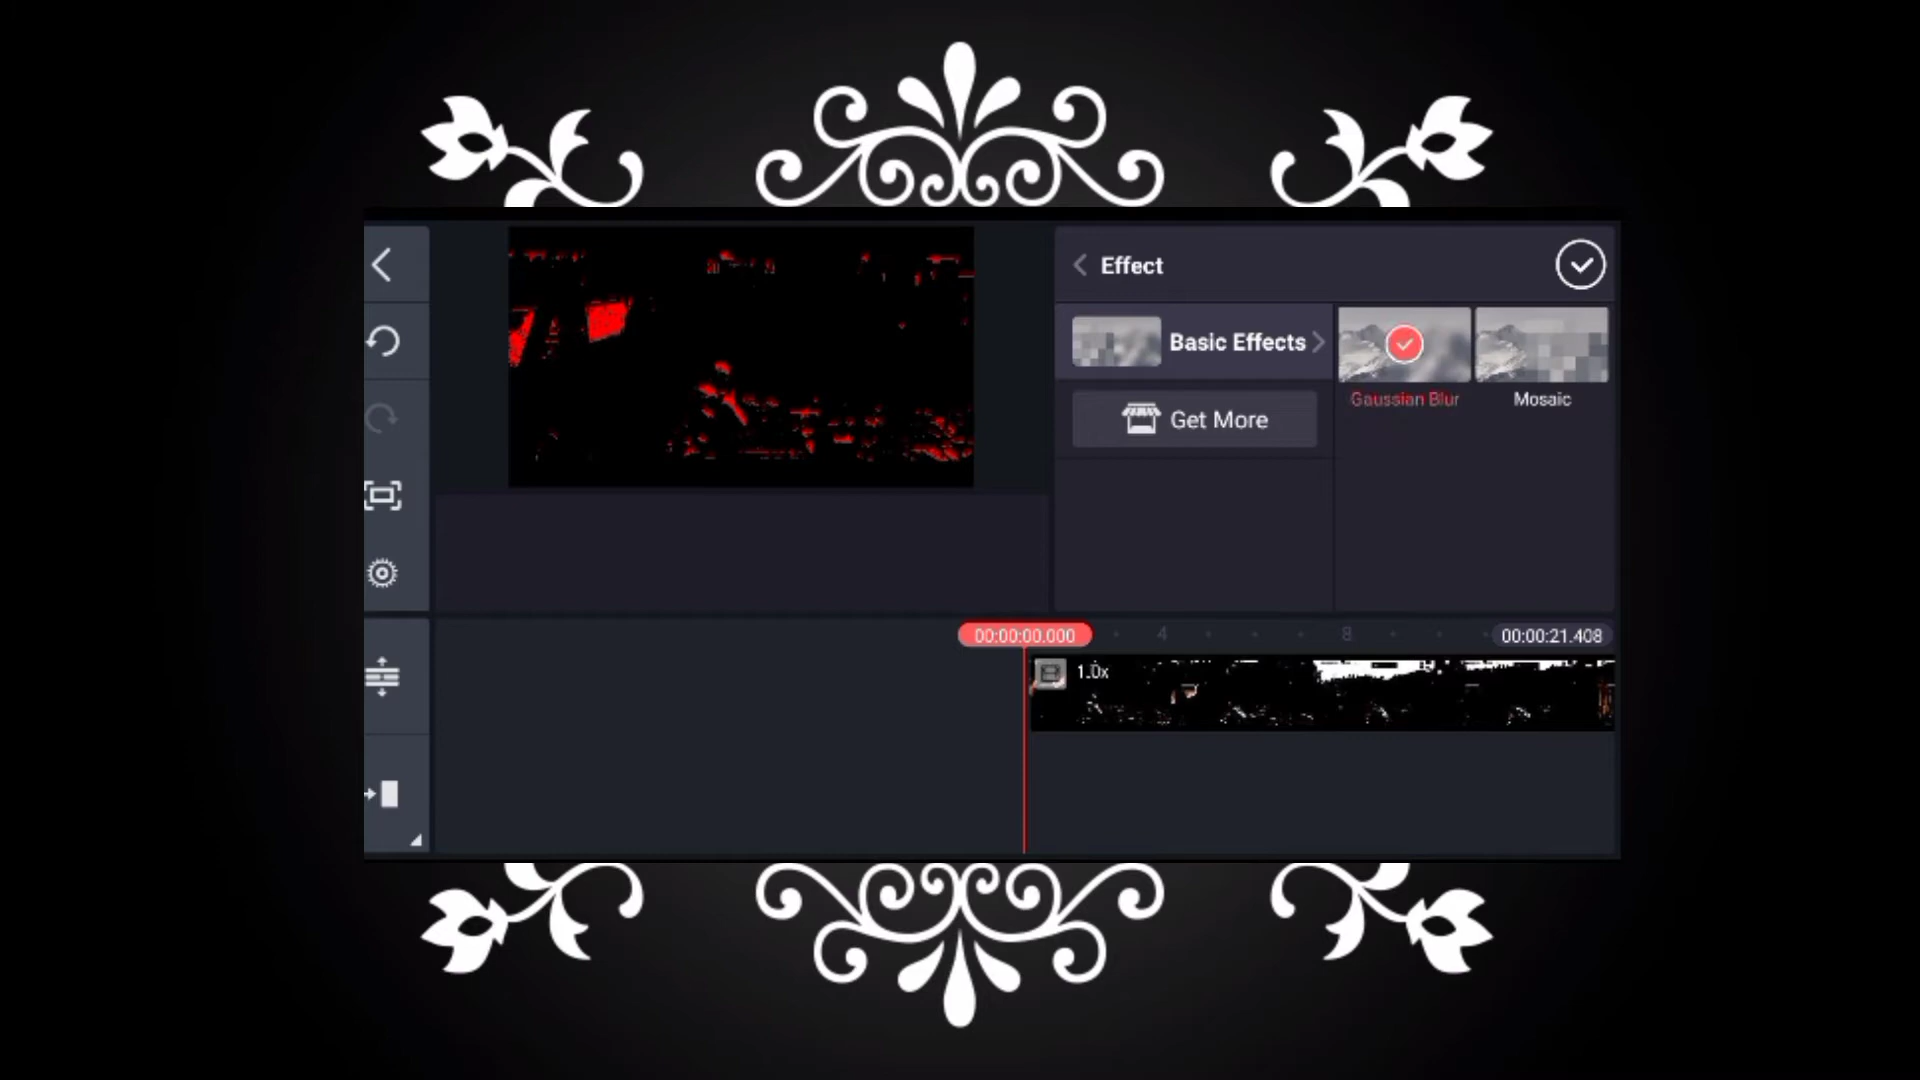 Effect
Basic Effects
Get More
Gaussian Blur
Mosaic
00:00:00.000
4
8
00:00:21.408
1.0x